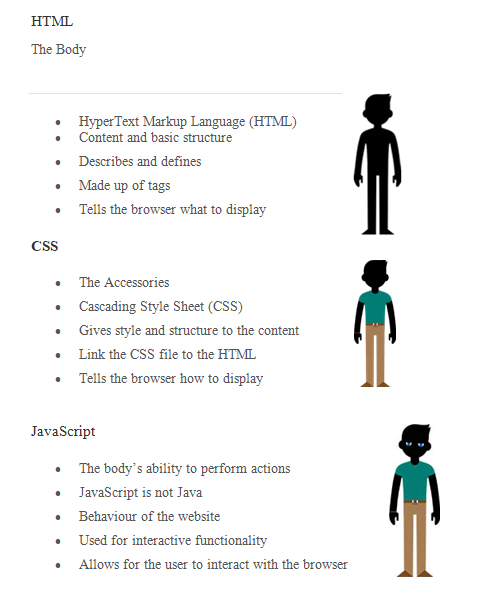 HTML
The Body
HyperText Markup Language (HTML)
Content and basic structure
Describes and defines
Made up of tags
Tells the browser what to display
CSS
The Accessories
Cascading Style Sheet (CSS)
Gives style and structure to the content
Link the CSS file to the HTML
Tells the browser how to display
JavaScript
The body’s ability to perform actions
JavaScript is not Java
Behaviour of the website
Used for interactive functionality
Allows for the user to interact with the browser